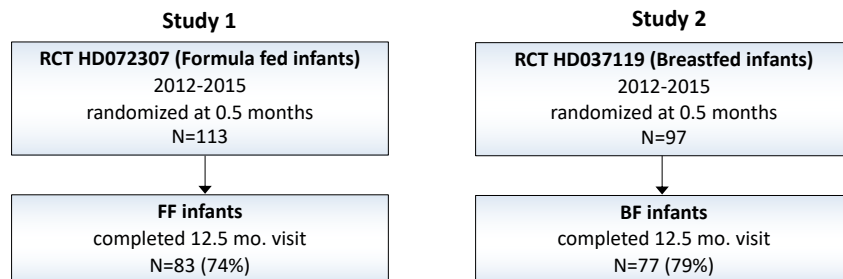 Study 1
RCT HD072307 (Formula fed infants)
2012-2015
randomized at 0.5 months
N=113
FF infants
completed 12.5 mo. visit
N=83 (74%)
Study 2
RCT HD037119 (Breastfed infants)
2012-2015
randomized at 0.5 months
N=97
BF infants
completed 12.5 mo. visit
N=77 (79%)